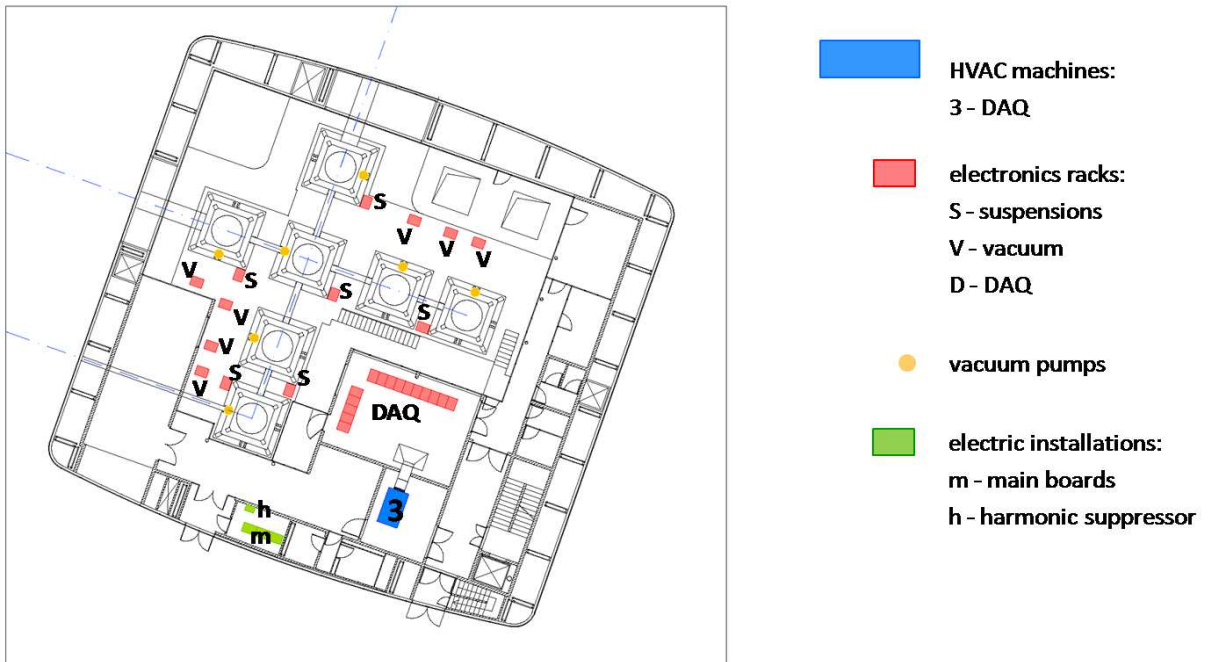 S
V
V
V
V
S
S
V
S
V
S
V
S
DAQ
3
h
m
HVAC machines:
3 - DAQ
electronics racks:
S - suspensions
V - vacuum
D - DAQ
vacuum pumps
electric installations:
m - main boards
h - harmonic suppressor